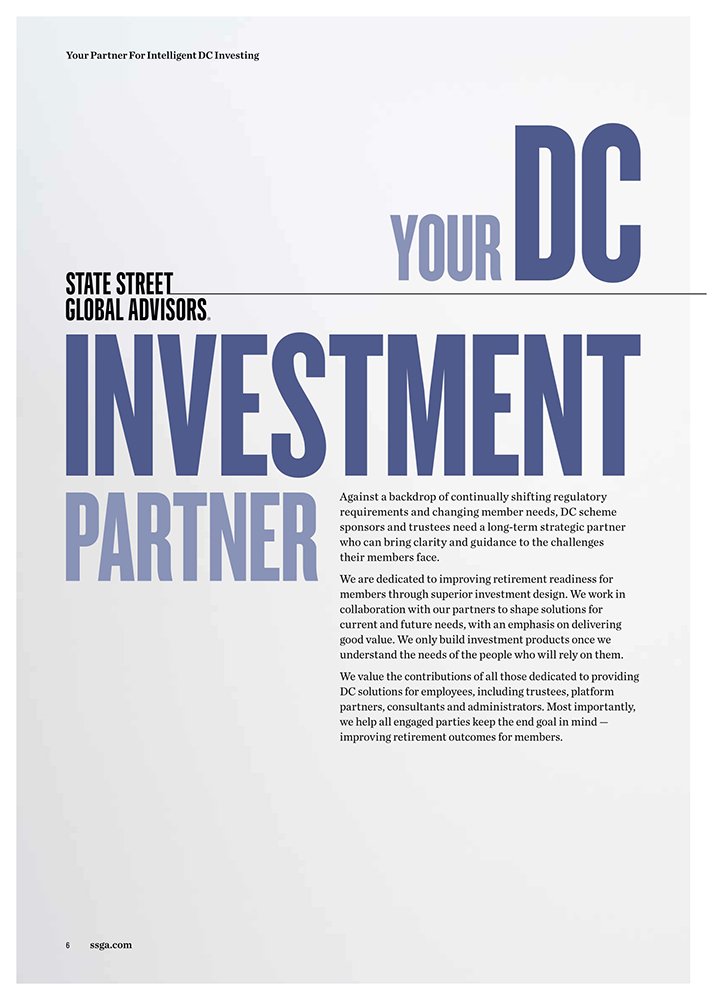 Your Partner For Intelligent DC Investing
YOUR DC
STATE STREET
GLOBAL ADVISORS®
INVESTMENT
PARTNER
Against a backdrop of continually shifting regulatory
requirements and changing member needs, DC scheme
sponsors and trustees need a long-term strategic partner
who can bring clarity and guidance to the challenges
their members face.
We are dedicated to improving retirement readiness for
members through superior investment design. We work in
collaboration with our partners to shape solutions for
current and future needs, with an emphasis on delivering
good value. We only build investment products once we
understand the needs of the people who will rely on them.
We value the contributions of all those dedicated to providing
DC solutions for employees, including trustees, platform
partners, consultants and administrators. Most importantly,
we help all engaged parties keep the end goal in mind —
improving retirement outcomes for members.
6 ssga.com